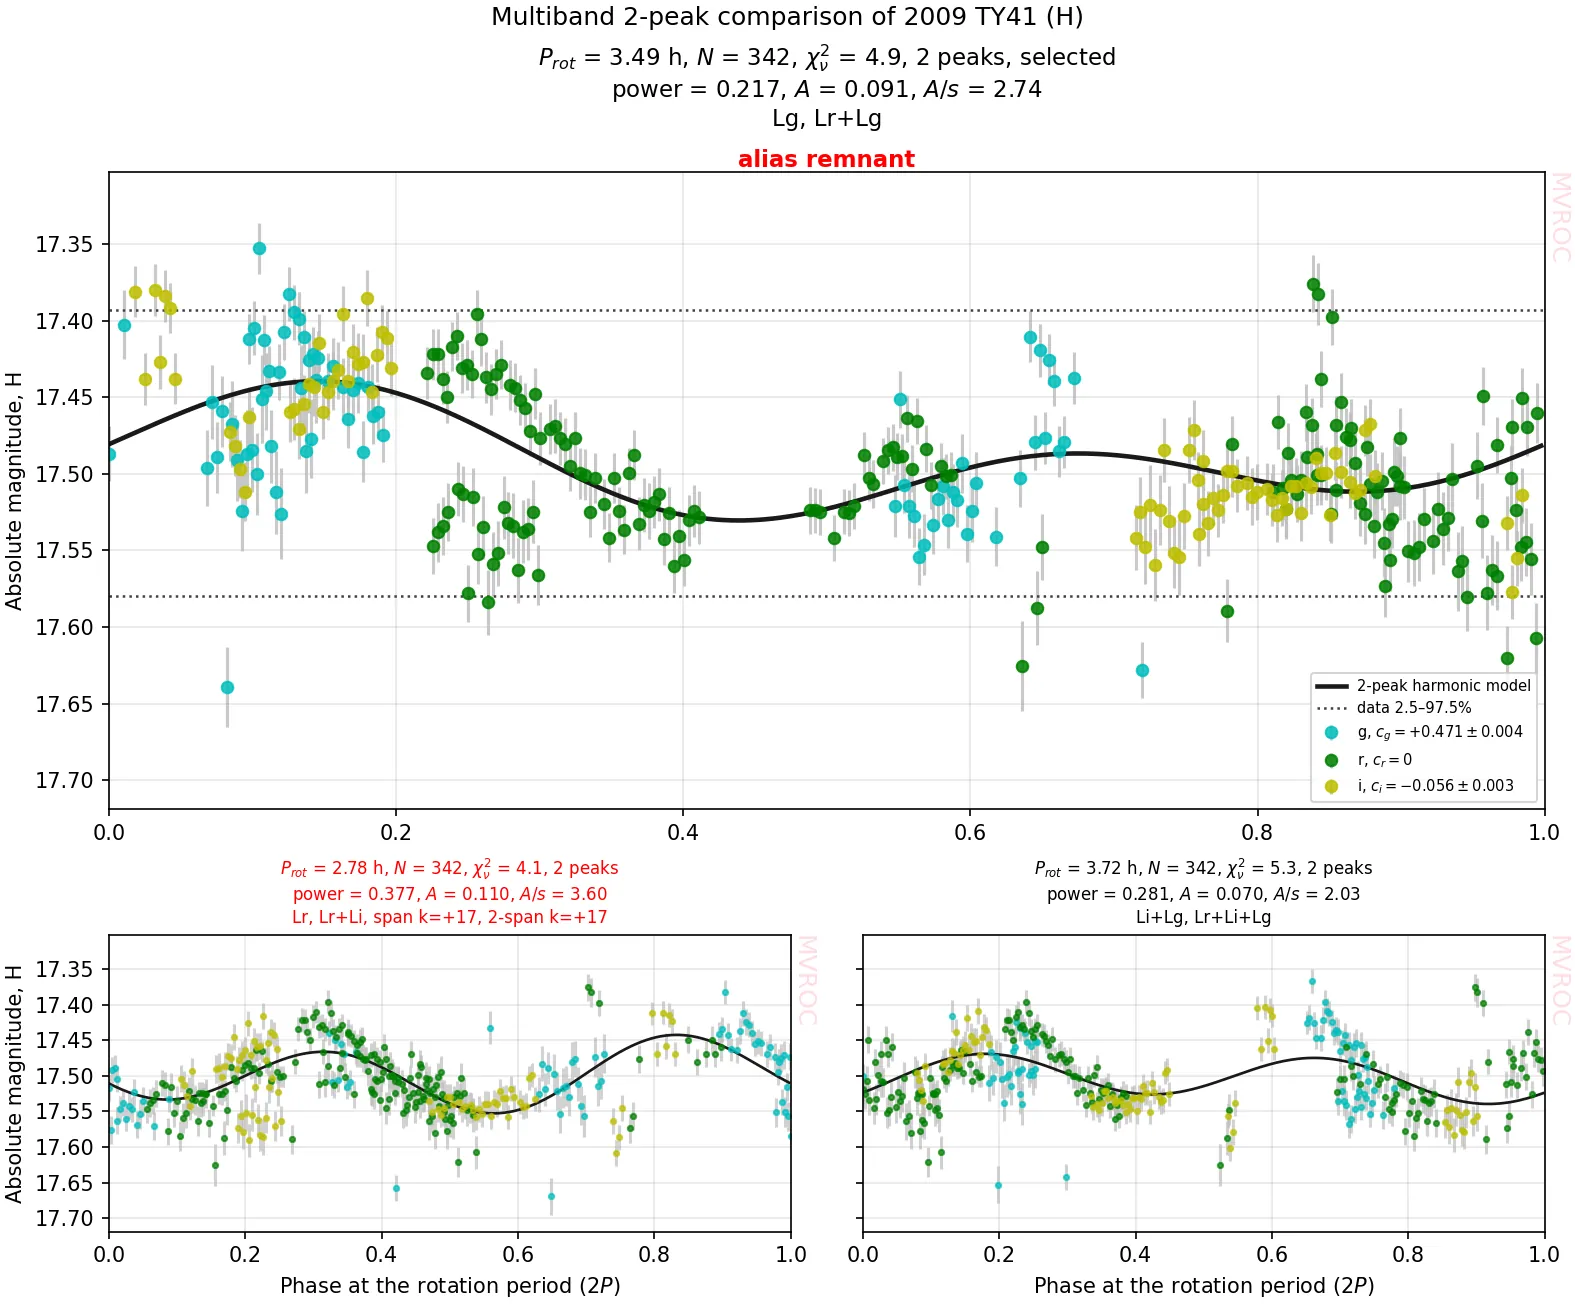 Multiband 2-peak comparison of 2009 TY41 (H)
P_rot = 3.49 h, N = 342, χ²_ν = 4.9, 2 peaks, selected
power = 0.217, A = 0.091, A/s = 2.74
Lg, Lr+Lg
alias remnant
MVROC
Absolute magnitude, H
17.35
17.40
17.45
17.50
17.55
17.60
17.65
17.70
2-peak harmonic model
data 2.5–97.5%
g, c_g = +0.471 ± 0.004
r, c_r = 0
i, c_i = −0.056 ± 0.003
0.0 0.2 0.4 0.6 0.8 1.0
P_rot = 2.78 h, N = 342, χ²_ν = 4.1, 2 peaks
power = 0.377, A = 0.110, A/s = 3.60
Lr, Lr+Li, span k=+17, 2-span k=+17
MVROC
Absolute magnitude, H
17.35
17.40
17.45
17.50
17.55
17.60
17.65
17.70
0.0 0.2 0.4 0.6 0.8 1.0
Phase at the rotation period (2P)
P_rot = 3.72 h, N = 342, χ²_ν = 5.3, 2 peaks
power = 0.281, A = 0.070, A/s = 2.03
Li+Lg, Lr+Li+Lg
MVROC
0.0 0.2 0.4 0.6 0.8 1.0
Phase at the rotation period (2P)